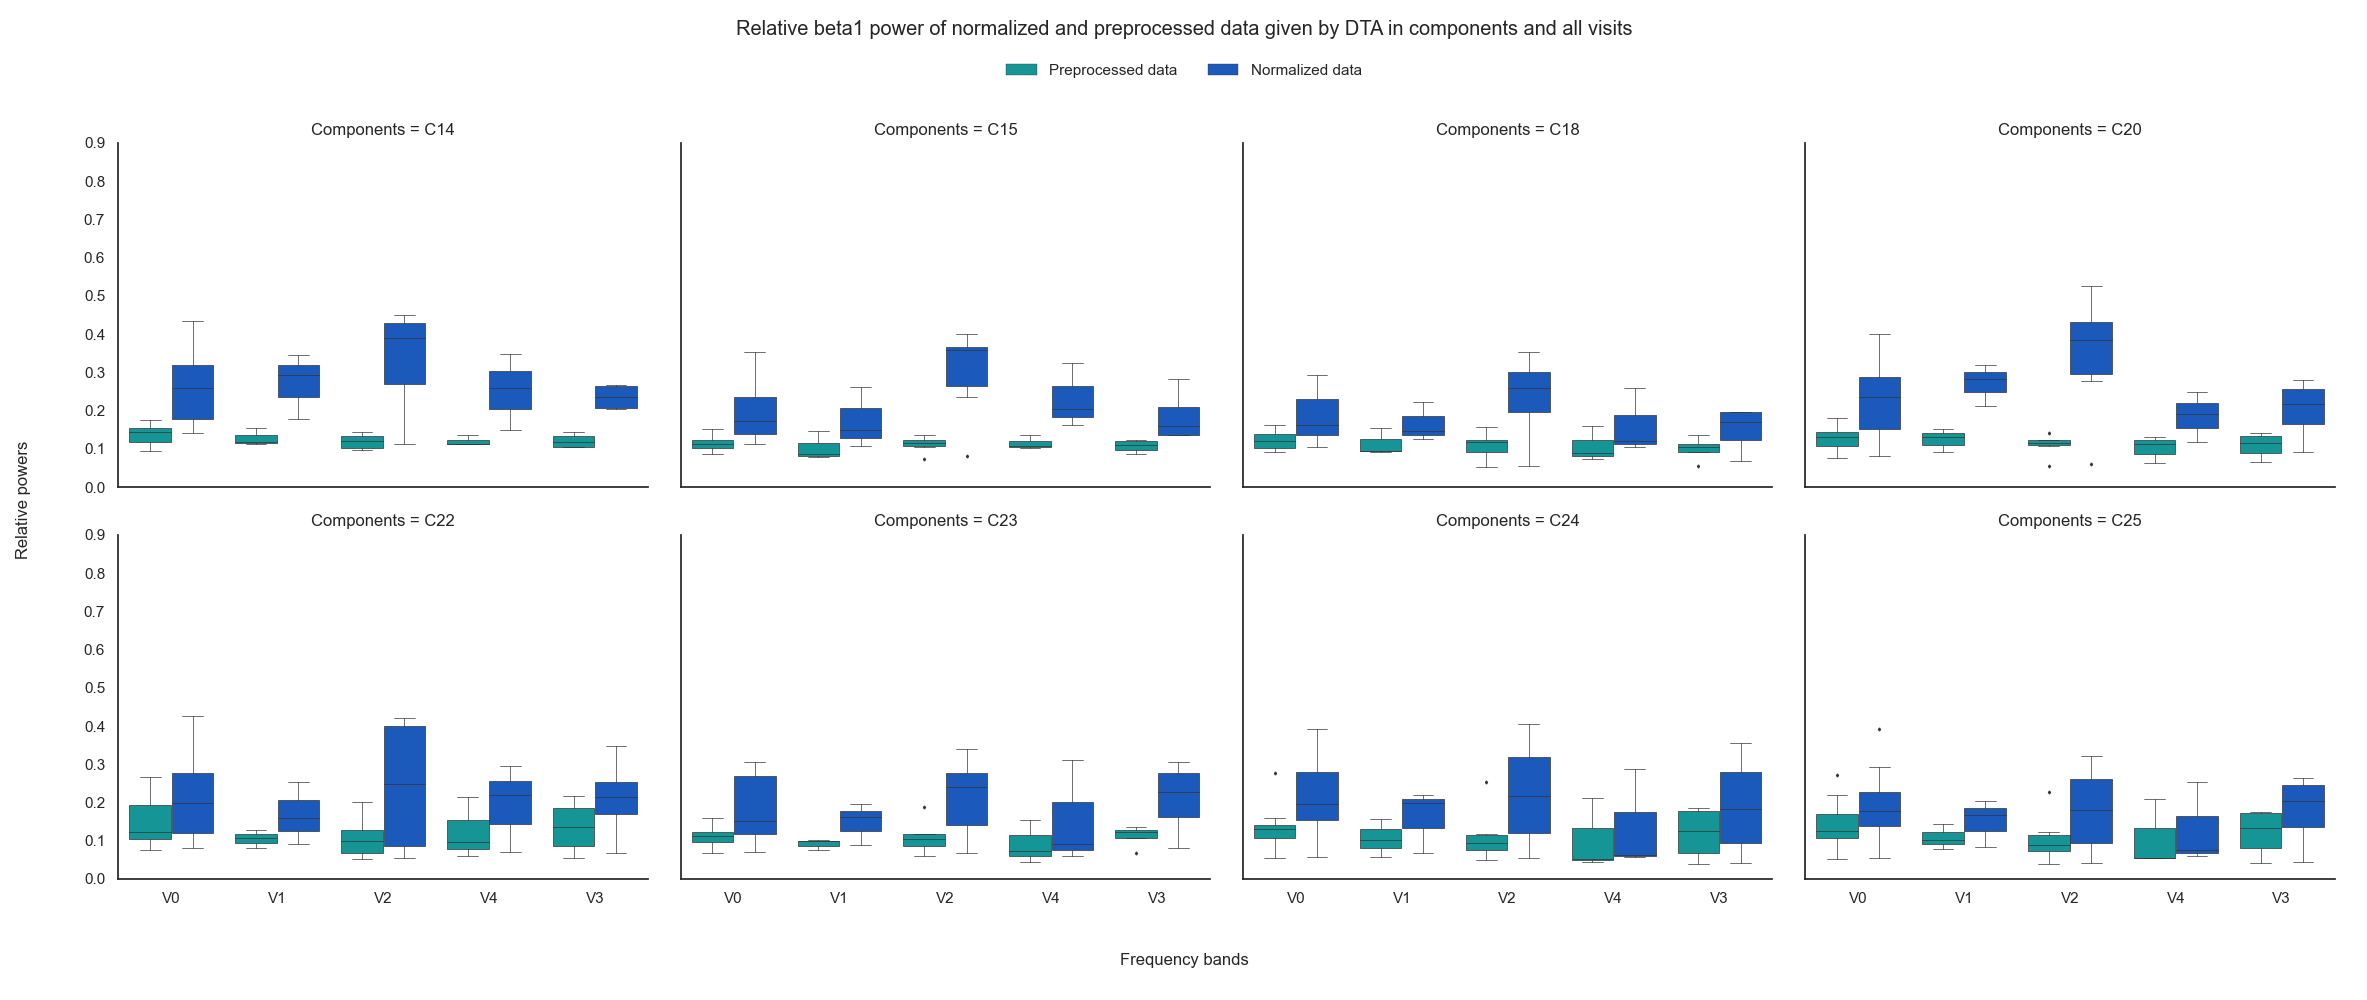 Relative beta1 power of normalized and preprocessed data given by DTA in components and all visits
Preprocessed data Normalized data
Components = C14 Components = C15 Components = C18 Components = C20
0.9
0.8
0.7
0.6
0.5
0.4
0.3
0.2
0.1
0.0
Relative powers
Components = C22 Components = C23 Components = C24 Components = C25
0.9
0.8
0.7
0.6
0.5
0.4
0.3
0.2
0.1
0.0
V0 V1 V2 V4 V3 V0 V1 V2 V4 V3 V0 V1 V2 V4 V3 V0 V1 V2 V4 V3
Frequency bands